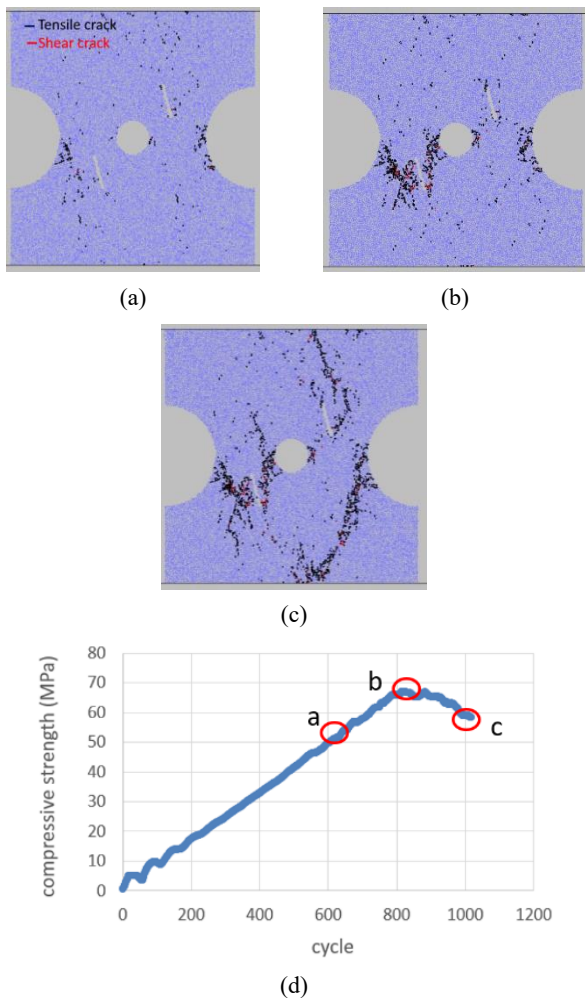 Tensile crack
Shear crack
(a)
(b)
(c)
80
70
60
50
40
30
20
10
0
compressive strength (MPa)
a
b
c
0
200
400
600
800
1000
1200
cycle
(d)